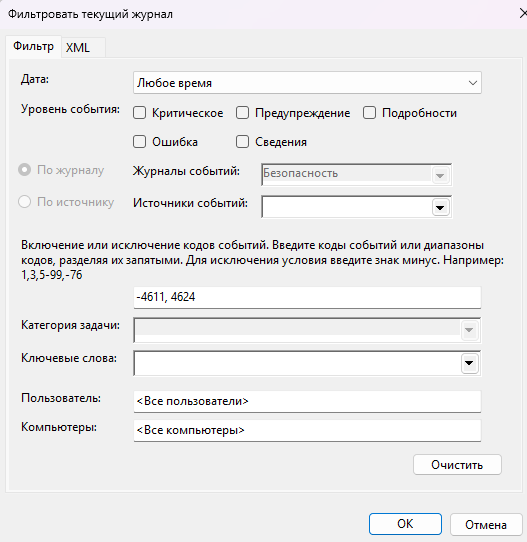 Фильтровать текущий журнал
Фильтр XML
Дата: Любое время
Уровень события: Критическое Предупреждение Подробности
Ошибка Сведения
По журналу Журналы событий: Безопасность
По источнику Источники событий:
Включение или исключение кодов событий. Введите коды событий или диапазоны
кодов, разделяя их запятыми. Для исключения условия введите знак минус. Например:
1,3,5-99,-76
-4611, 4624
Категория задачи:
Ключевые слова:
Пользователь: <Все пользователи>
Компьютеры: <Все компьютеры>
Очистить
ОК Отмена